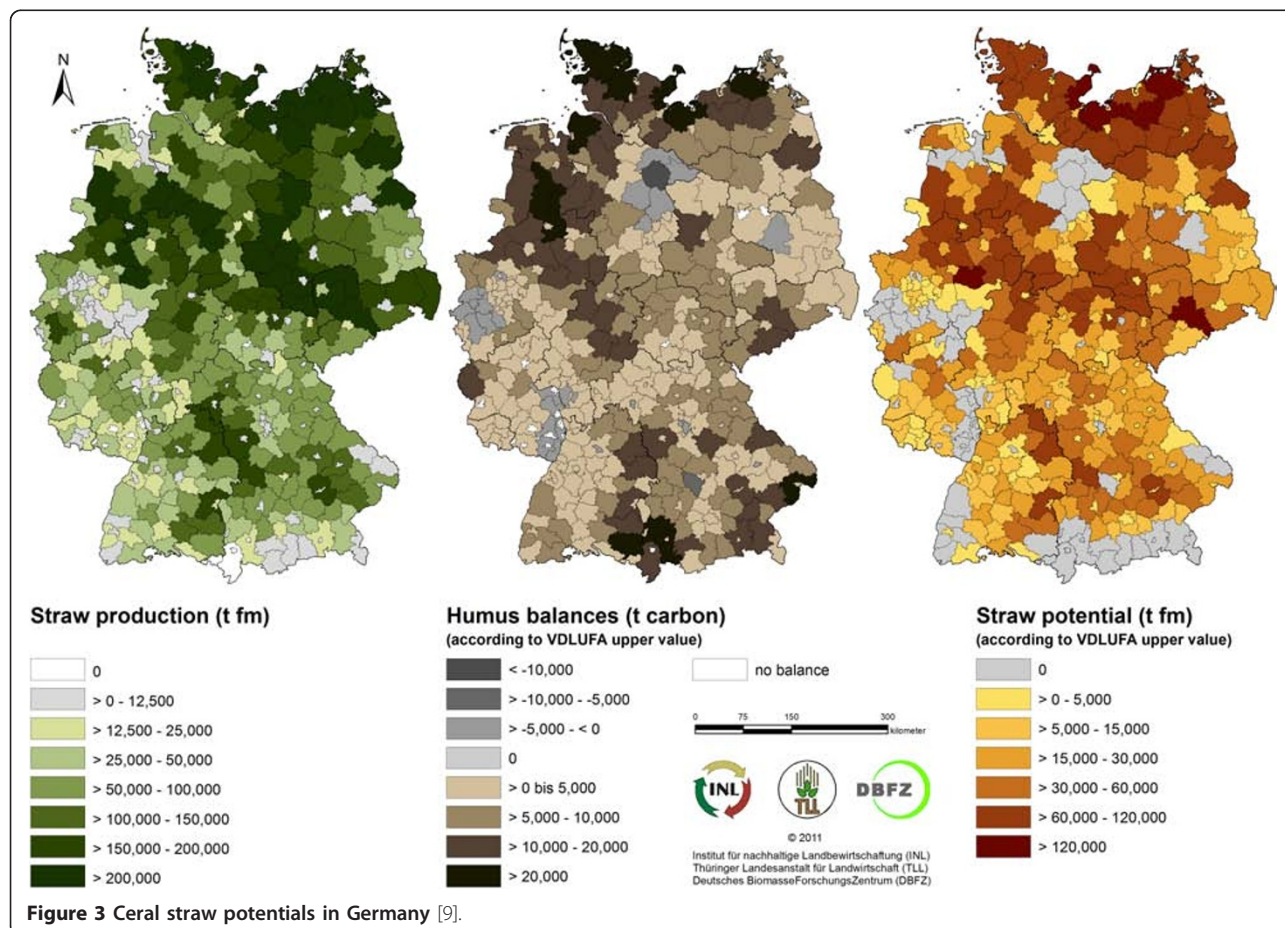 N
Straw production (t fm)
0
> 0 - 12,500
> 12,500 - 25,000
> 25,000 - 50,000
> 50,000 - 100,000
> 100,000 - 150,000
> 150,000 - 200,000
> 200,000
Humus balances (t carbon)
(according to VDLUFA upper value)
< -10,000
> -10,000 - -5,000
> -5,000 - < 0
0
> 0 bis 5,000
> 5,000 - 10,000
> 10,000 - 20,000
> 20,000
no balance
0 75 150 300
kilometer
INL
TLL
DBFZ
© 2011
Institut für nachhaltige Landbewirtschaftung (INL)
Thüringer Landesanstalt für Landwirtschaft (TLL)
Deutsches BiomasseForschungsZentrum (DBFZ)
Straw potential (t fm)
(according to VDLUFA upper value)
0
> 0 - 5,000
> 5,000 - 15,000
> 15,000 - 30,000
> 30,000 - 60,000
> 60,000 - 120,000
> 120,000
Figure 3 Ceral straw potentials in Germany [9].